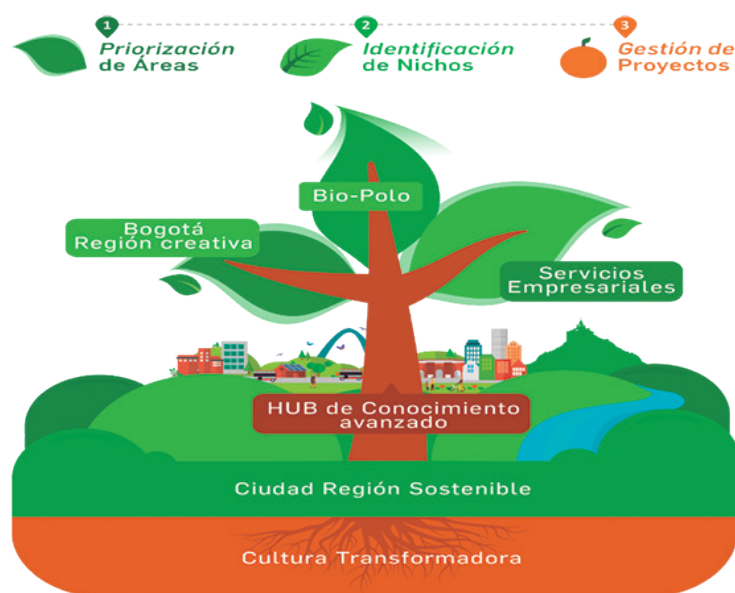 1
Priorización
de Áreas
2
Identificación
de Nichos
3
Gestión de
Proyectos
Bio-Polo
Bogotá
Región creativa
Servicios
Empresariales
HUB de Conocimiento
avanzado
Ciudad Región Sostenible
Cultura Transformadora